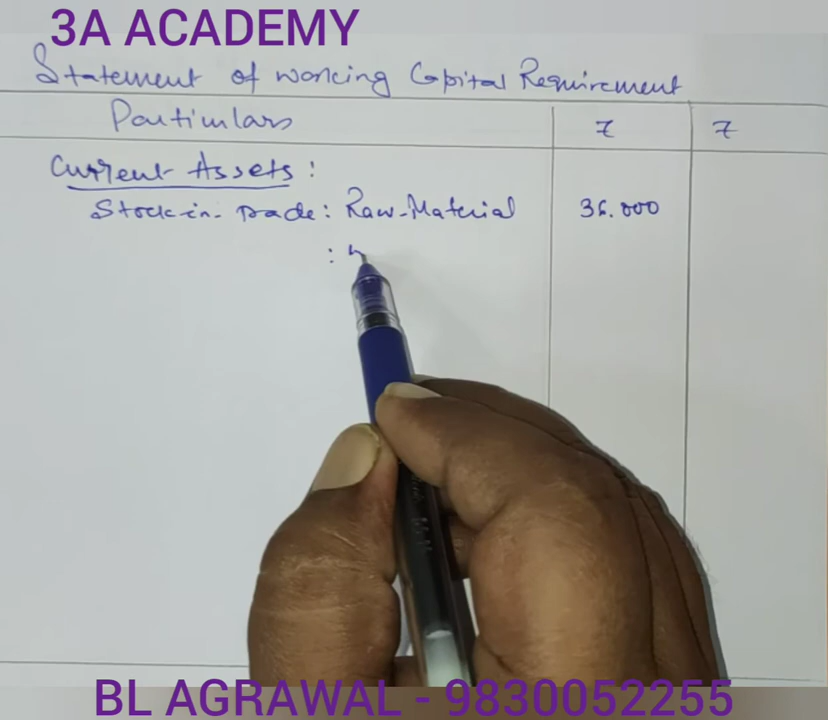 3A ACADEMY
Statement of working Capital Requirement
Particulars ₹ ₹
Current Assets :
Stock-in-Trade : Raw-Material 36,000
:
BL AGRAWAL - 9830052255